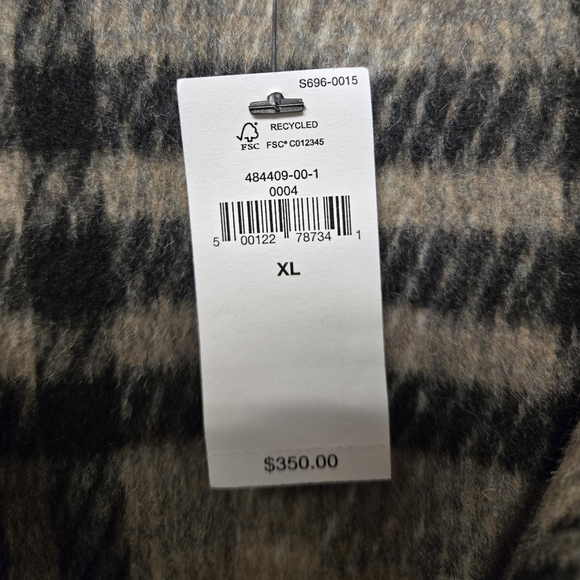 S696-0015
RECYCLED
FSC FSC® C012345
484409-00-1
0004
5 00122 78734 1
XL
$350.00